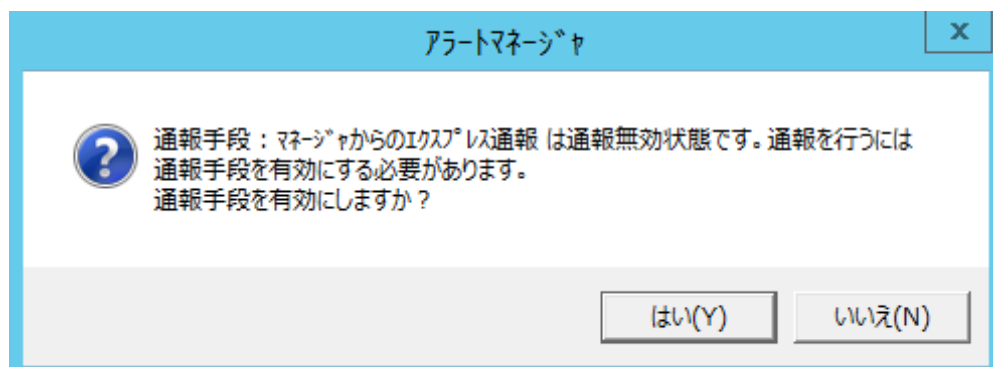 アラートマネージャ
x
通報手段：ﾏﾈｰｼﾞｬからのｴｸｽﾌﾟﾚｽ通報 は通報無効状態です。通報を行うには
通報手段を有効にする必要があります。
通報手段を有効にしますか？
はい(Y) いいえ(N)